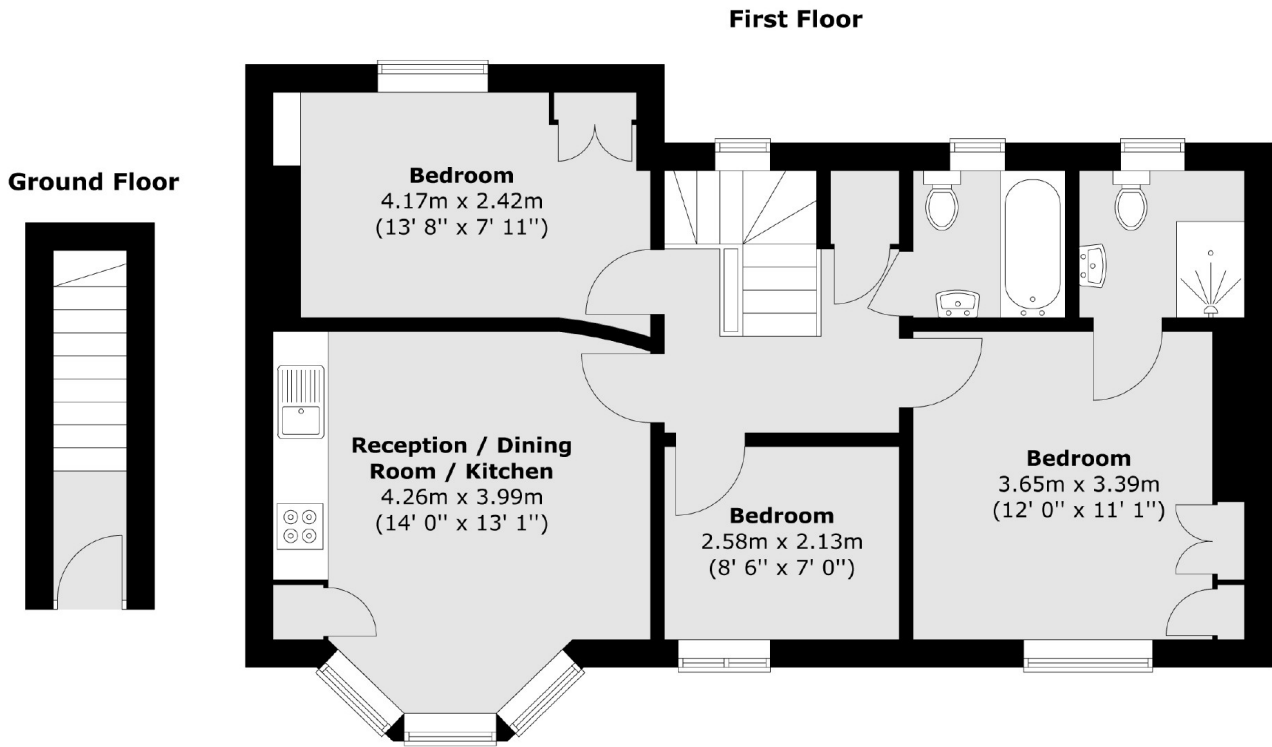 First Floor
Ground Floor
Bedroom
4.17m x 2.42m
(13' 8" x 7' 11")
Reception / Dining
Room / Kitchen
4.26m x 3.99m
(14' 0" x 13' 1")
Bedroom
2.58m x 2.13m
(8' 6" x 7' 0")
Bedroom
3.65m x 3.39m
(12' 0" x 11' 1")